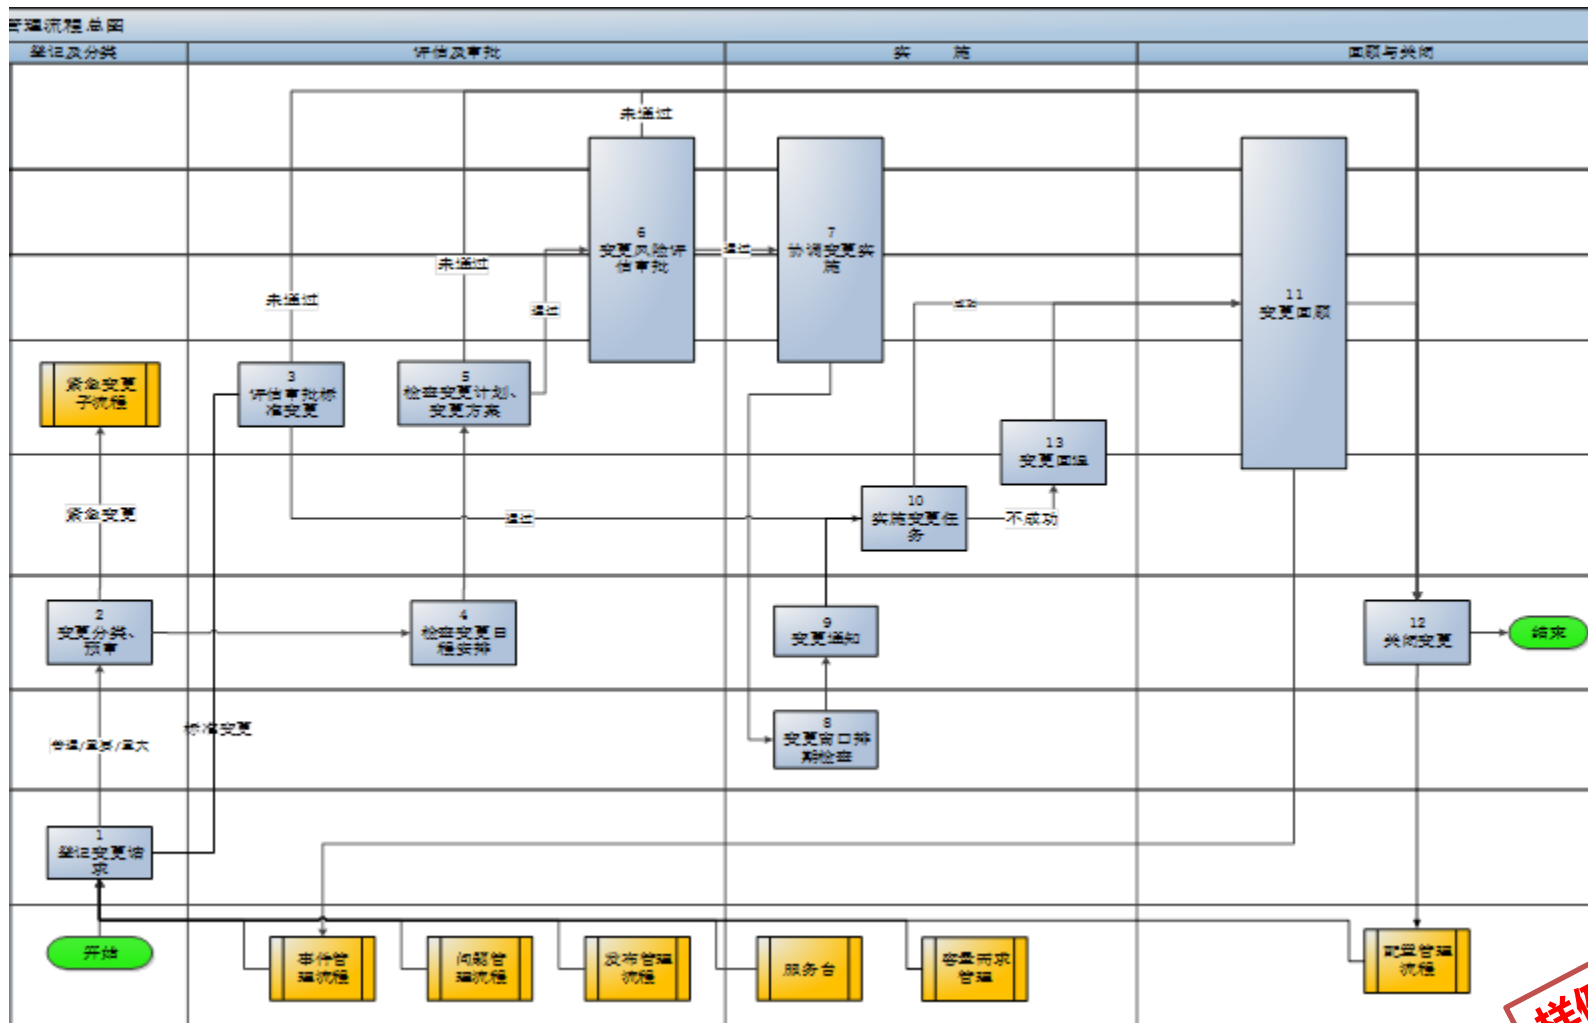 管理流程总图
登记及分类
评估及审批
实 施
回顾与关闭
未通过
6
变更风险评
估审批
通过
7
协调变更实
施
未通过
未通过
通过
成功
11
变更回顾
紧急变更
子流程
3
评估审批标
准变更
5
检查变更计划、
变更方案
13
变更回退
紧急变更
通过
10
实施变更任
务
不成功
2
变更分类、
预审
4
检查变更日
程安排
9
变更通知
12
关闭变更
结束
标准变更
普通/重要/重大
8
变更窗口排
期检查
1
登记变更请
求
开始
事件管
理流程
问题管
理流程
发布管理
流程
服务台
容量需求
管理
配置管理
流程